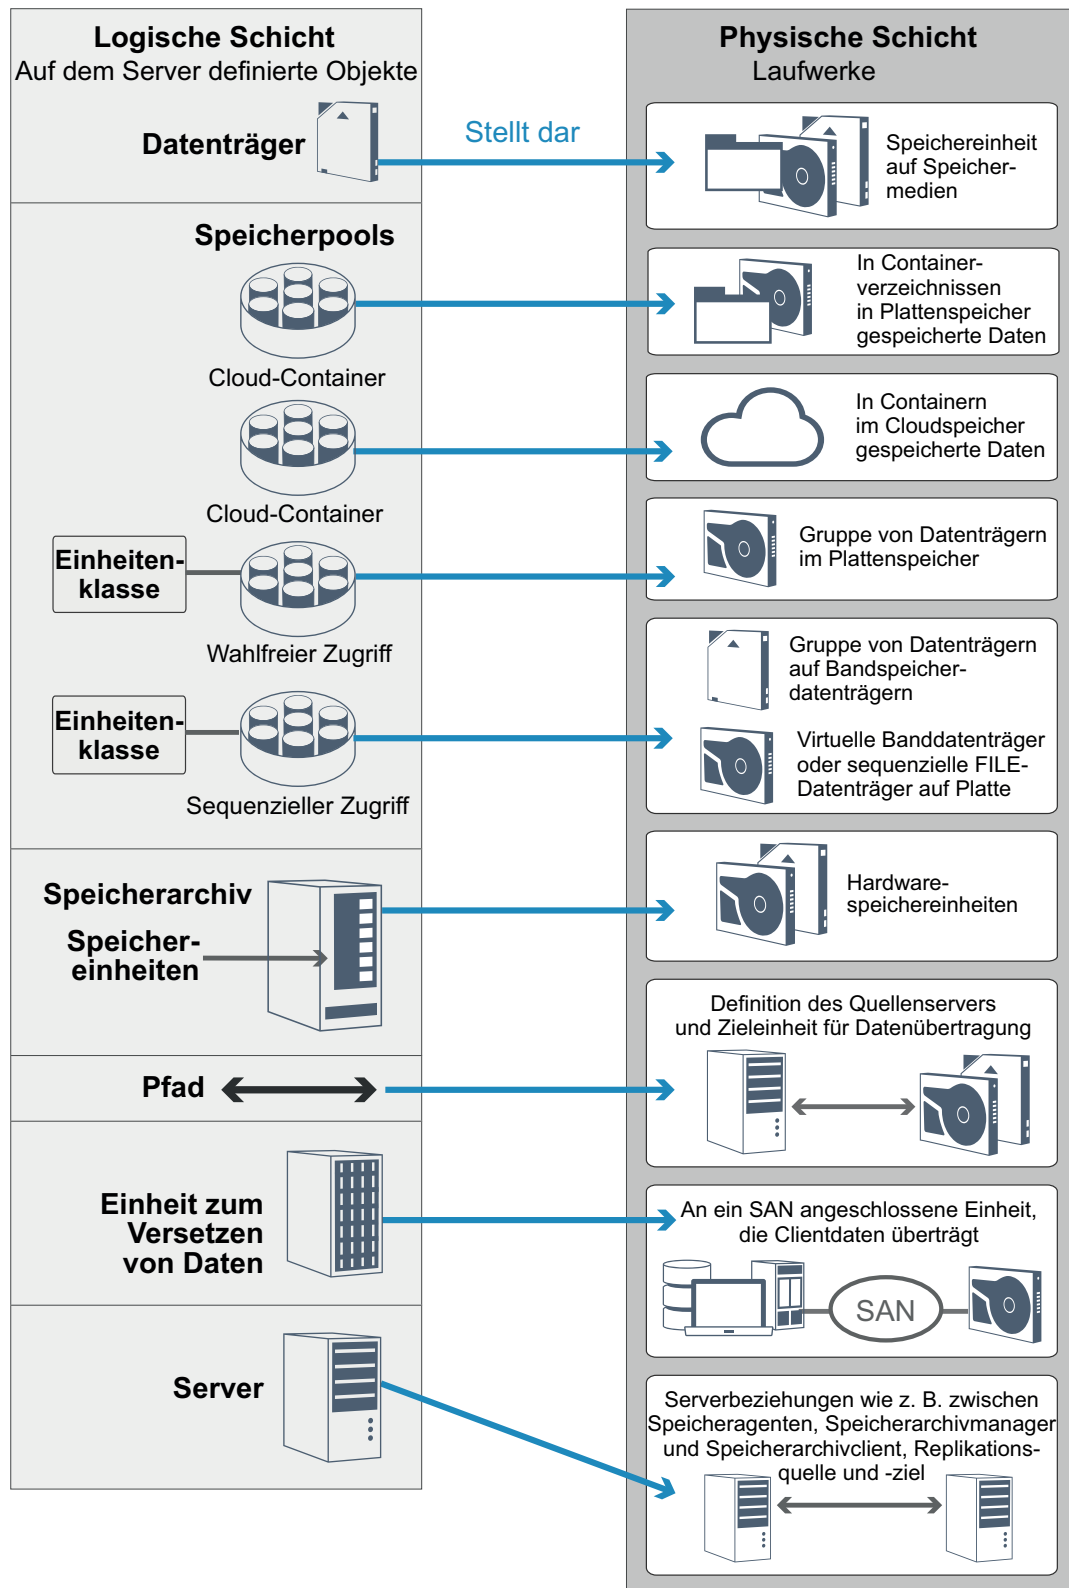 Logische Schicht
Auf dem Server definierte Objekte
Datenträger
Stellt dar
Speicherpools
Cloud-Container
Cloud-Container
Einheiten-
klasse
Wahlfreier Zugriff
Einheiten-
klasse
Sequenzieller Zugriff
Speicherarchiv
Speicher-
einheiten
Pfad
Einheit zum
Versetzen
von Daten
Server
Physische Schicht
Laufwerke
Speichereinheit
auf Speicher-
medien
In Container-
verzeichnissen
in Plattenspeicher
gespeicherte Daten
In Containern
im Cloudspeicher
gespeicherte Daten
Gruppe von Datenträgern
im Plattenspeicher
Gruppe von Datenträgern
auf Bandspeicher-
datenträgern
Virtuelle Banddatenträger
oder sequenzielle FILE-
Datenträger auf Platte
Hardware-
speichereinheiten
Definition des Quellenservers
und Zieleinheit für Datenübertragung
An ein SAN angeschlossene Einheit,
die Clientdaten überträgt
SAN
Serverbeziehungen wie z. B. zwischen
Speicheragenten, Speicherarchivmanager
und Speicherarchivclient, Replikations-
quelle und -ziel